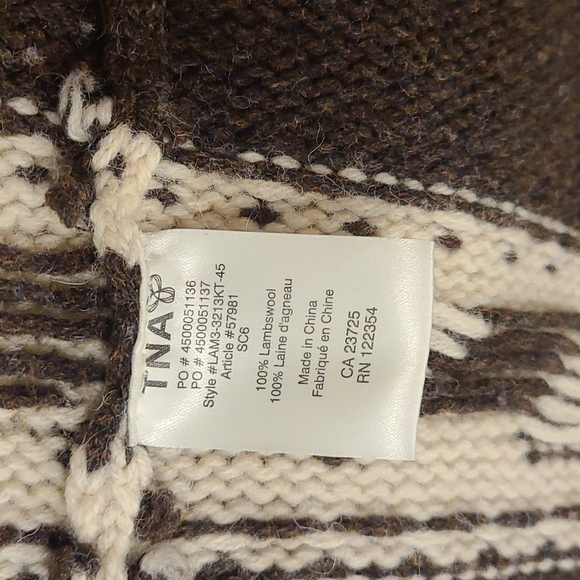 TNA
PO # 4500051136
PO # 4500051137
Style #LAM3-3213KT-45
Article #57981
SC6
100% Lambswool
100% Laine d'agneau
Made in China
Fabriqué en Chine
CA 23725
RN 122354